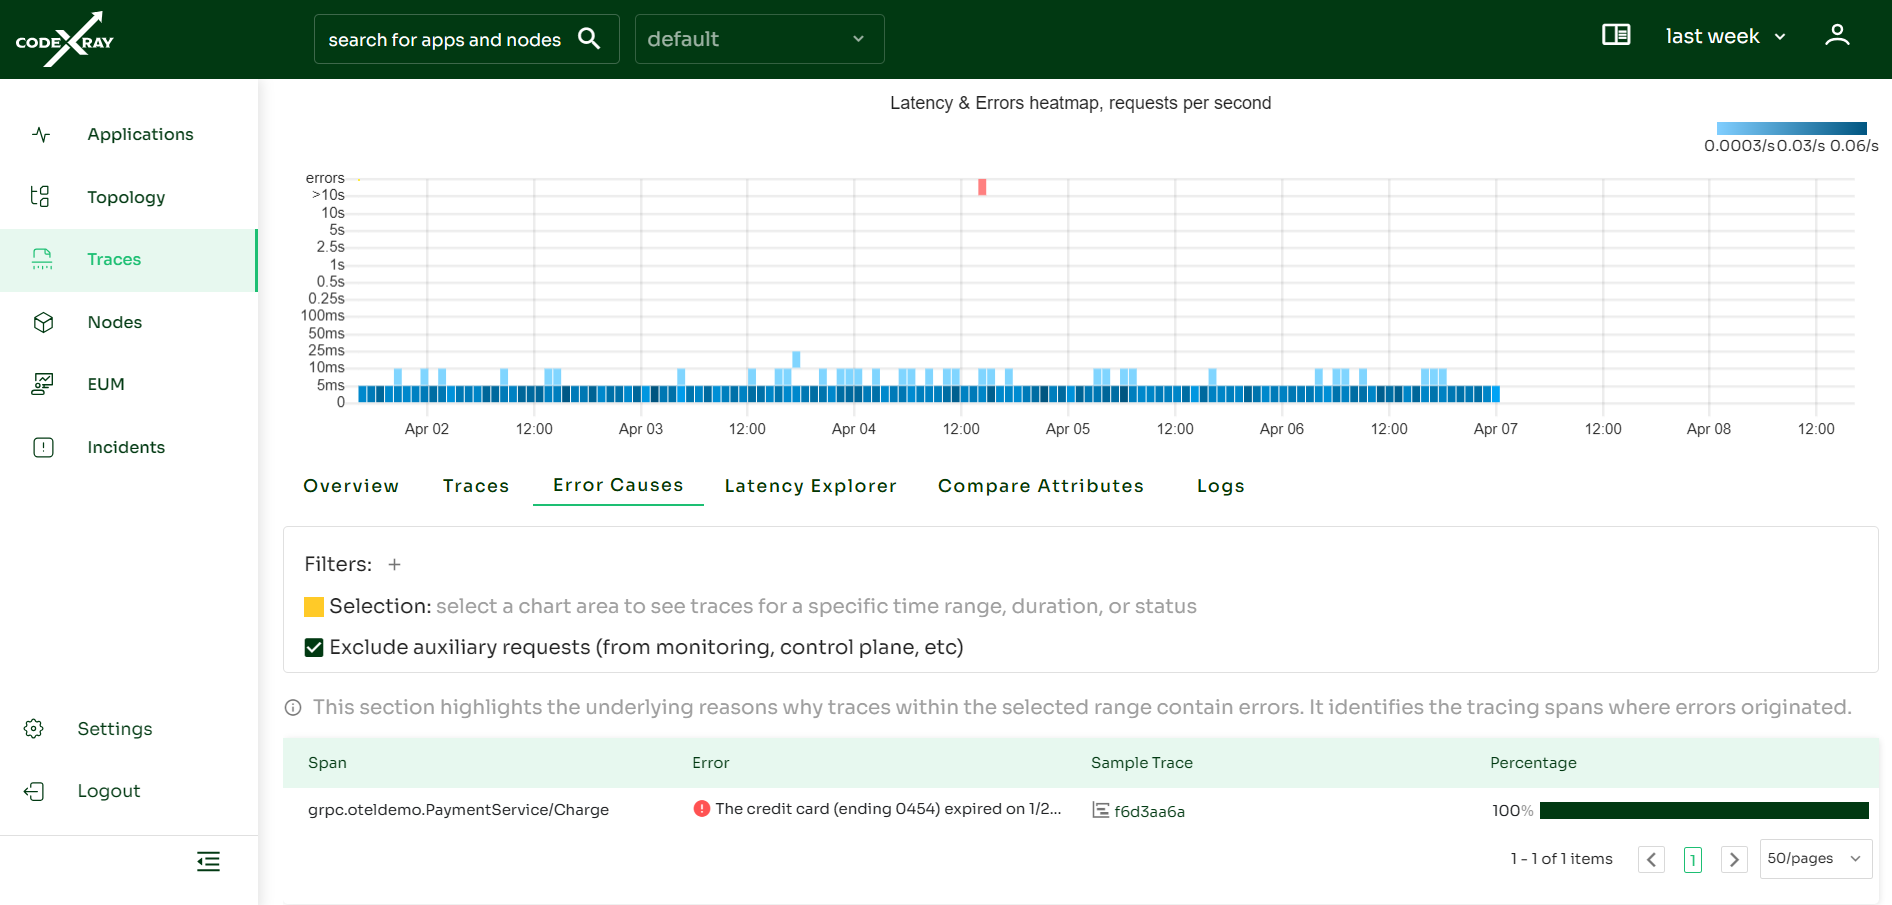 CODE XRAY
search for apps and nodes
default
last week
Applications
Topology
Traces
Nodes
EUM
Incidents
Settings
Logout
Latency & Errors heatmap, requests per second
0.0003/s 0.03/s 0.06/s
errors
>10s
10s
5s
2.5s
1s
0.5s
0.25s
100ms
50ms
25ms
10ms
5ms
0
Apr 02 12:00 Apr 03 12:00 Apr 04 12:00 Apr 05 12:00 Apr 06 12:00 Apr 07 12:00 Apr 08 12:00
Overview Traces Error Causes Latency Explorer Compare Attributes Logs
Filters: +
Selection: select a chart area to see traces for a specific time range, duration, or status
Exclude auxiliary requests (from monitoring, control plane, etc)
This section highlights the underlying reasons why traces within the selected range contain errors. It identifies the tracing spans where errors originated.
Span Error Sample Trace Percentage
grpc.oteldemo.PaymentService/Charge The credit card (ending 0454) expired on 1/2... f6d3aa6a 100%
1 - 1 of 1 items 1 50/pages